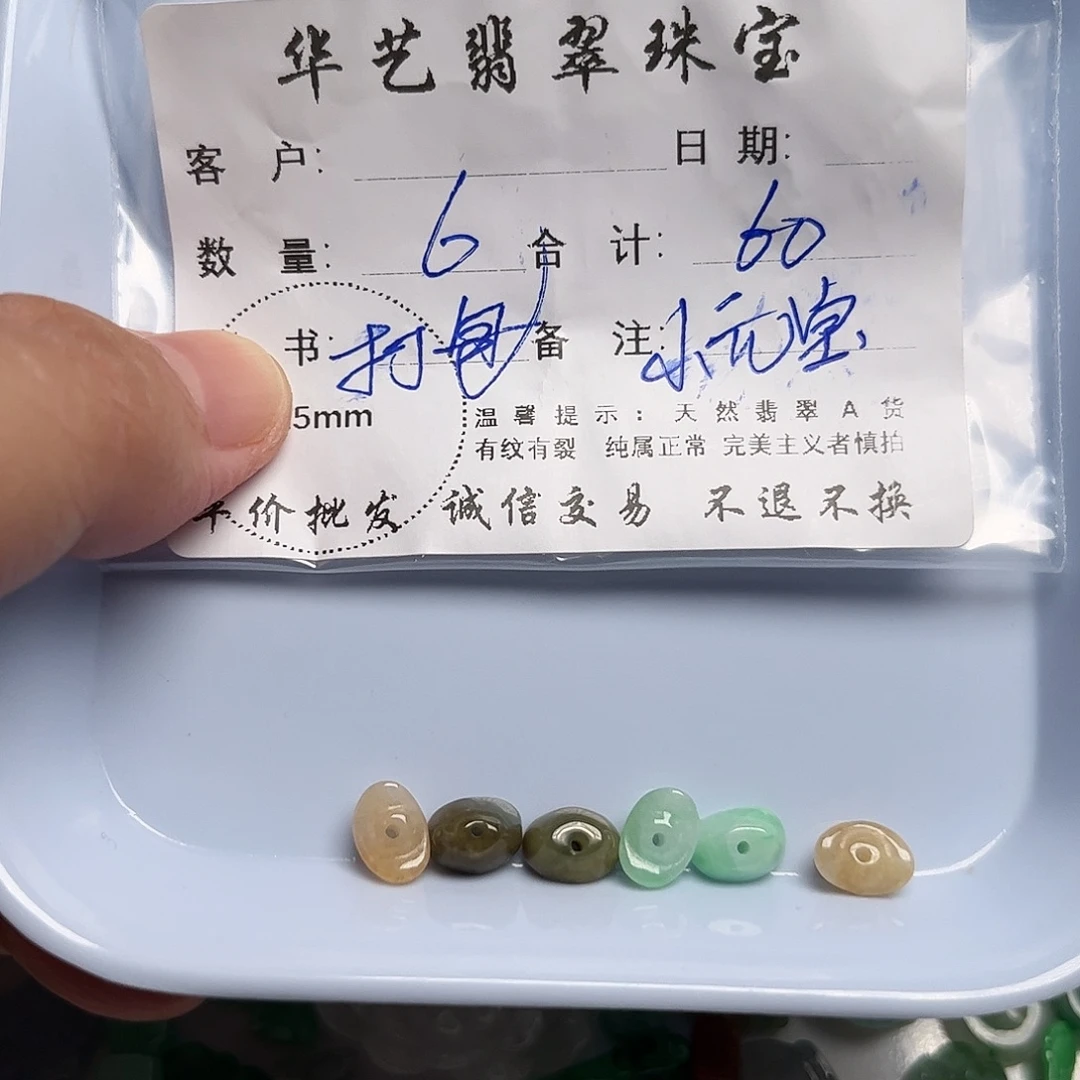 华艺翡翠珠宝
客 户: 日 期:
数 量: 6 合 计: 60
书: 打包 备 注: 小元宝
5mm
温馨提示：天然翡翠A货
有纹有裂 纯属正常 完美主义者慎拍
平价批发 诚信交易 不退不换